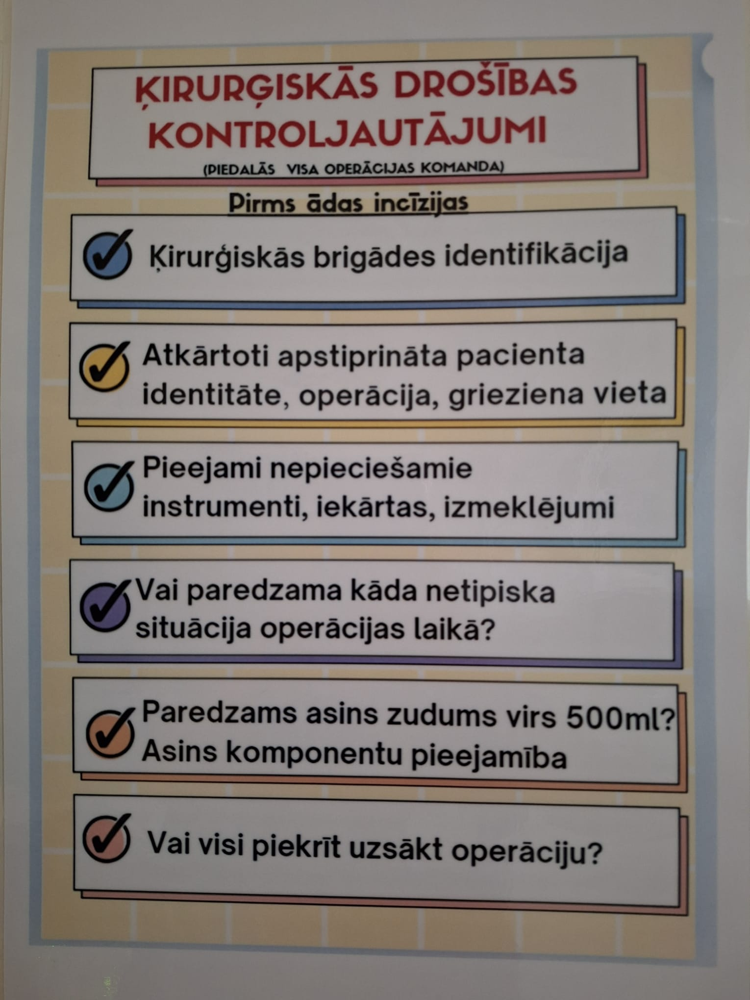 ĶIRURĢISKĀS DROŠĪBAS
KONTROLJAUTĀJUMI
(PIEDALĀS VISA OPERĀCIJAS KOMANDA)
Pirms ādas incīzijas
Ķirurģiskās brigādes identifikācija
Atkārtoti apstiprināta pacienta
identitāte, operācija, grieziena vieta
Pieejami nepieciešamie
instrumenti, iekārtas, izmeklējumi
Vai paredzama kāda netipiska
situācija operācijas laikā?
Paredzams asins zudums virs 500ml?
Asins komponentu pieejamība
Vai visi piekrīt uzsākt operāciju?